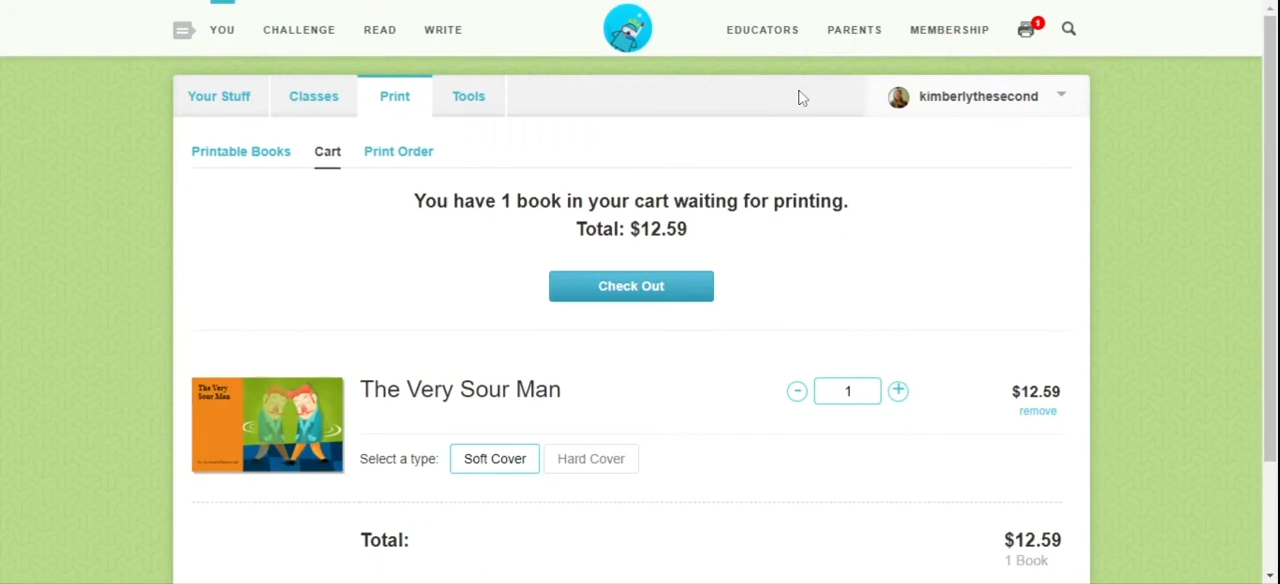 YOU CHALLENGE READ WRITE EDUCATORS PARENTS MEMBERSHIP 1
Your Stuff Classes Print Tools kimberlythesecond
Printable Books Cart Print Order
You have 1 book in your cart waiting for printing.
Total: $12.59
Check Out
The Very
Sour Man
The Very Sour Man - 1 + $12.59
remove
Select a type: Soft Cover Hard Cover
Total: $12.59
1 Book